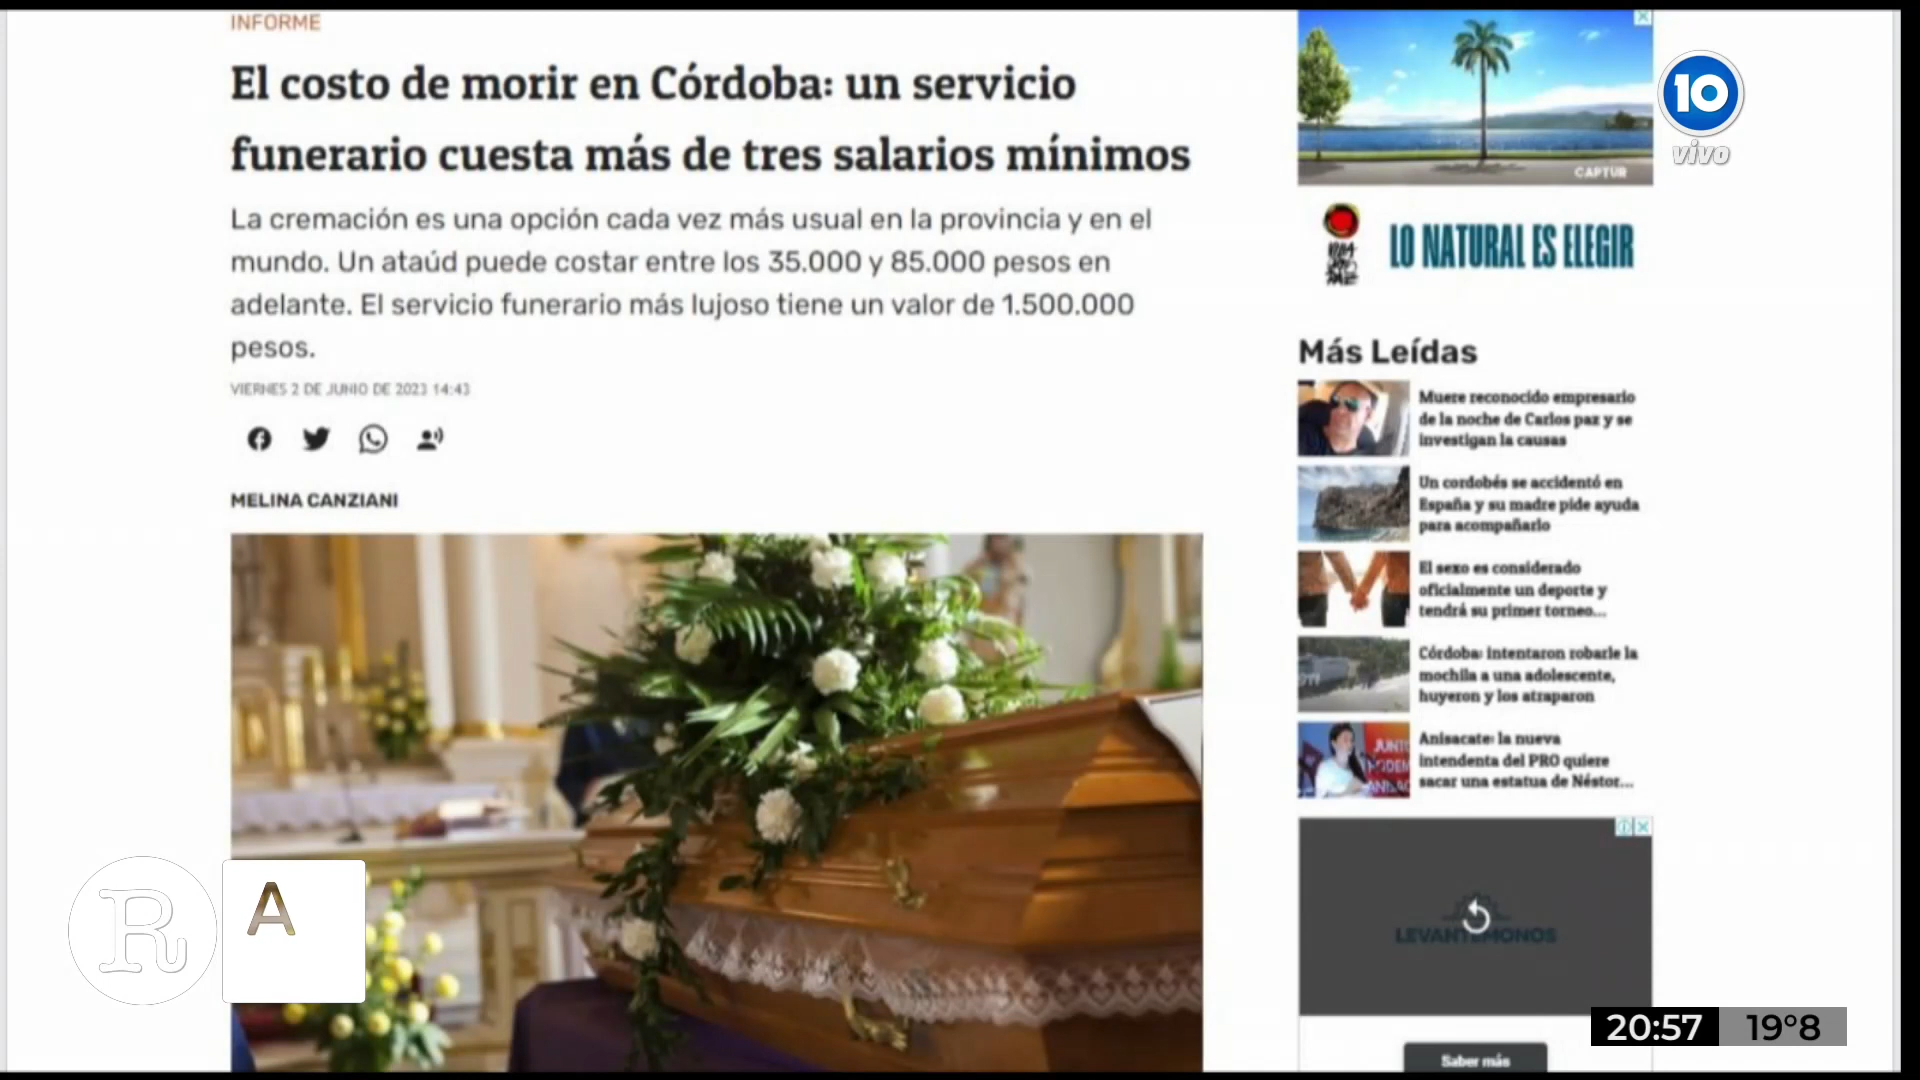 INFORME
El costo de morir en Córdoba: un servicio
funerario cuesta más de tres salarios mínimos
La cremación es una opción cada vez más usual en la provincia y en el
mundo. Un ataúd puede costar entre los 35.000 y 85.000 pesos en
adelante. El servicio funerario más lujoso tiene un valor de 1.500.000
pesos.
VIERNES 2 DE JUNIO DE 2023 14:43
MELINA CANZIANI
CAPTUR
10
vivo
LO NATURAL ES ELEGIR
Más Leídas
Muere reconocido empresario
de la noche de Carlos paz y se
investigan la causas
Un cordobés se accidentó en
España y su madre pide ayuda
para acompañarlo
El sexo es considerado
oficialmente un deporte y
tendrá su primer torneo...
Córdoba: intentaron robarle la
mochila a una adolescente,
huyeron y los atraparon
Anisacate: la nueva
intendenta del PRO quiere
sacar una estatua de Néstor...
LEVANTÉMONOS
Saber más
R
A
20:57
19°8